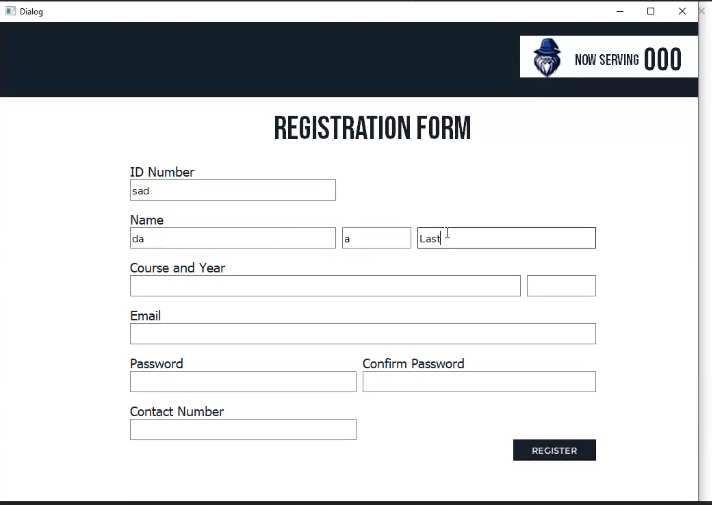 Dialog
NOW SERVING 000
REGISTRATION FORM
ID Number
sad
Name
da a Last
Course and Year
Email
Password Confirm Password
Contact Number
REGISTER